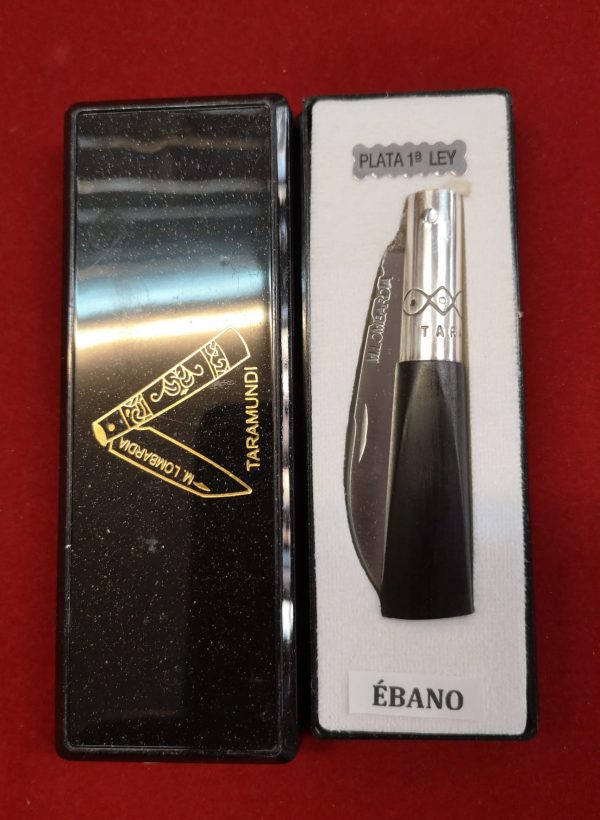 M. LOMBARDIA
TARAMUNDI
PLATA 1ª LEY
M.LOMBARDIA
TAR
ÉBANO